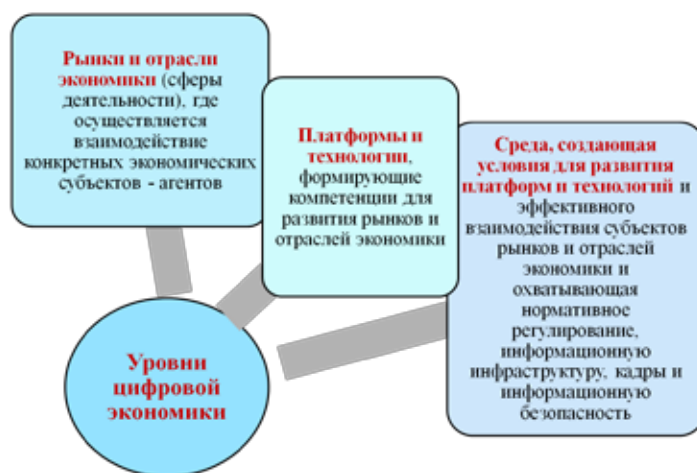 Рынки и отрасли
экономики (сферы
деятельности), где
осуществляется
взаимодействие
конкретных экономических
субъектов - агентов
Платформы и
технологии,
формирующие
компетенции для
развития рынков и
отраслей экономики
Среда, создающая
условия для развития
платформ и технологий и
эффективного
взаимодействия субъектов
рынков и отраслей
экономики и
охватывающая
нормативное
регулирование,
информационную
инфраструктуру, кадры и
информационную
безопасность
Уровни
цифровой
экономики